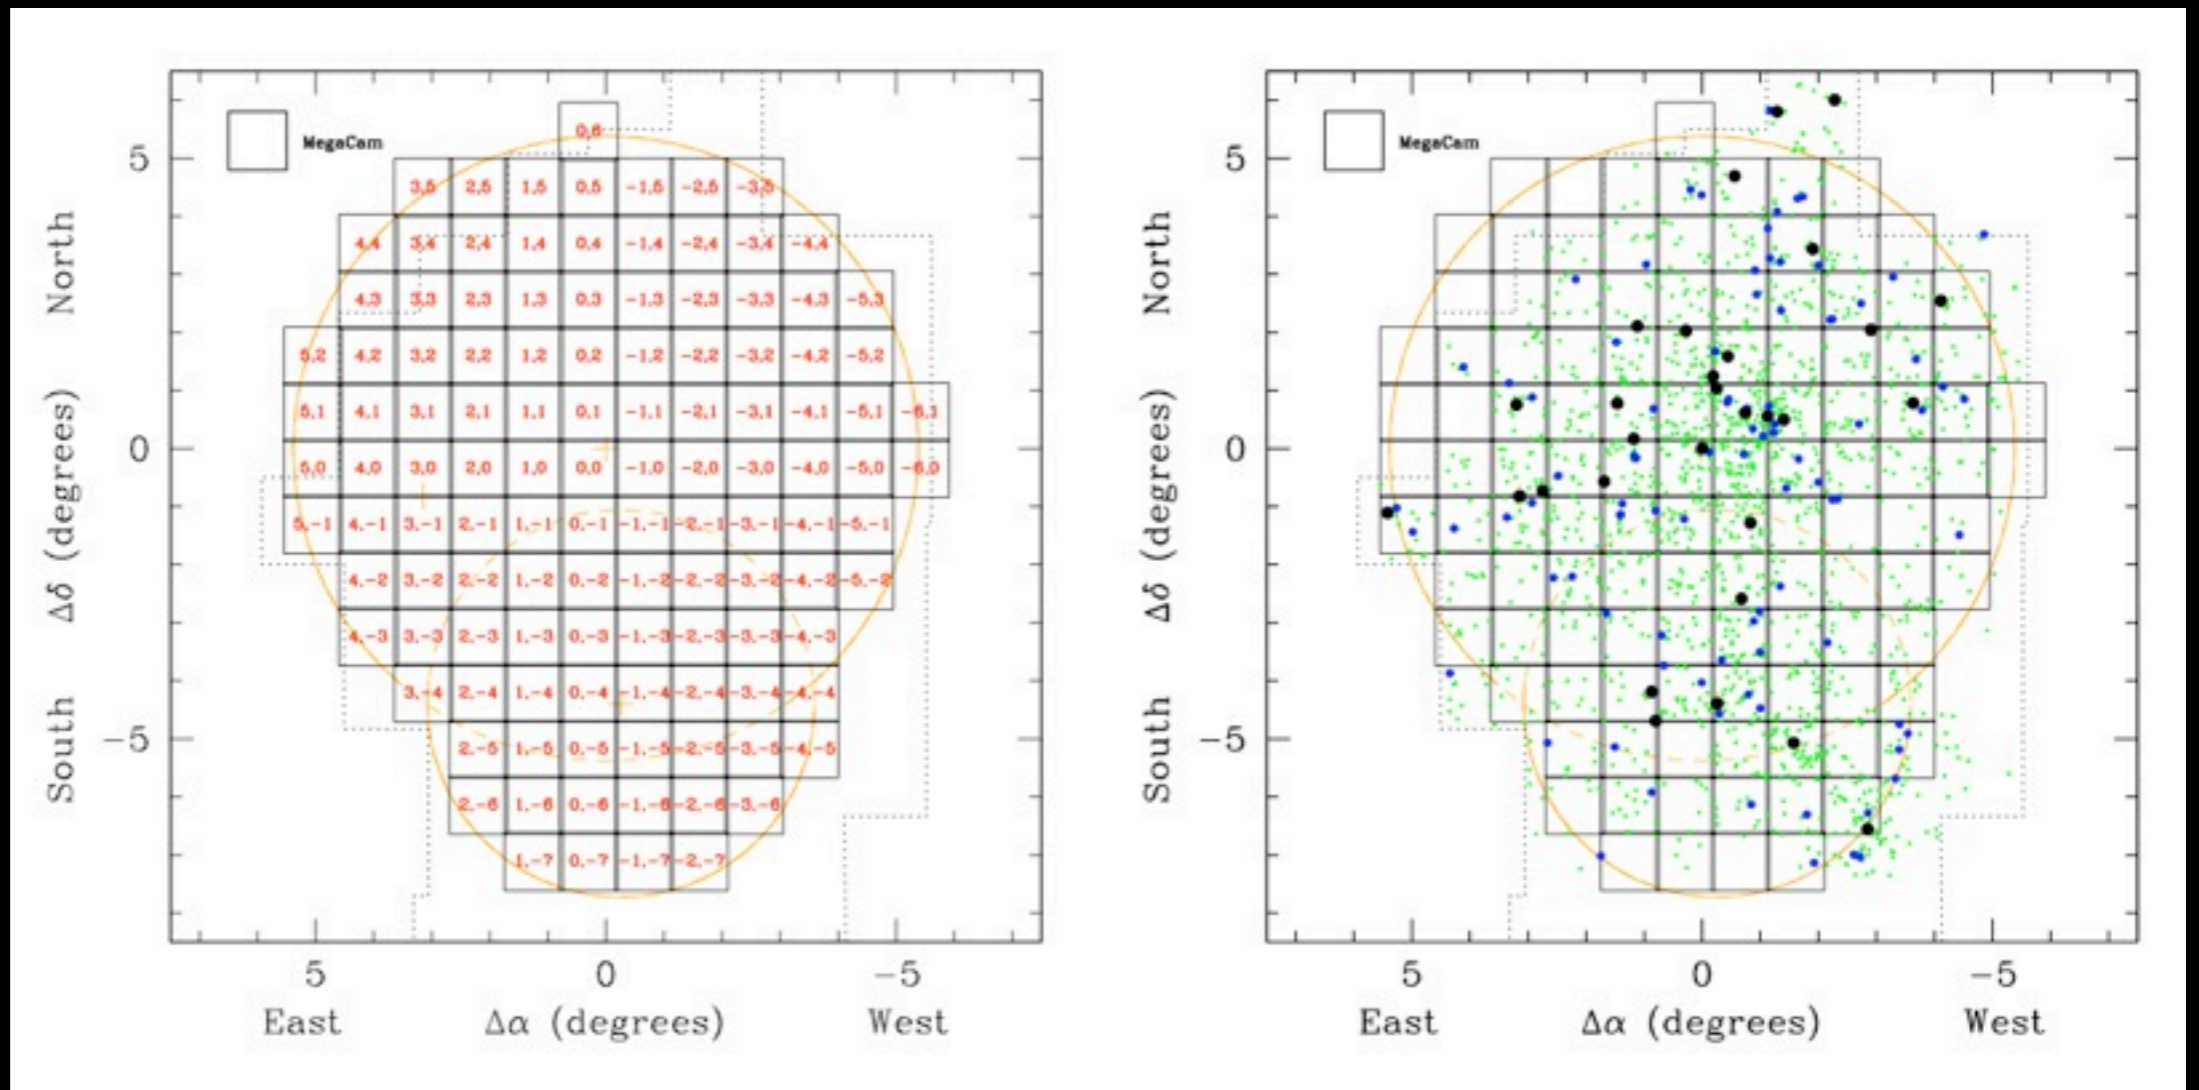 MegaCam
0,6
5
3,5 2,5 1,5 0,5 -1,5 -2,5 -3,5
4,4 3,4 2,4 1,4 0,4 -1,4 -2,4 -3,4 -4,4
4,3 3,3 2,3 1,3 0,3 -1,3 -2,3 -3,3 -4,3 -5,3
5,2 4,2 3,2 2,2 1,2 0,2 -1,2 -2,2 -3,2 -4,2 -5,2
5,1 4,1 3,1 2,1 1,1 0,1 -1,1 -2,1 -3,1 -4,1 -5,1 -6,1
0
5,0 4,0 3,0 2,0 1,0 0,0 -1,0 -2,0 -3,0 -4,0 -5,0 -6,0
5,-1 4,-1 3,-1 2,-1 1,-1 0,-1 -1,-1 -2,-1 -3,-1 -4,-1 -5,-1
4,-2 3,-2 2,-2 1,-2 0,-2 -1,-2 -2,-2 -3,-2 -4,-2 -5,-2
4,-3 3,-3 2,-3 1,-3 0,-3 -1,-3 -2,-3 -3,-3 -4,-3
3,-4 2,-4 1,-4 0,-4 -1,-4 -2,-4 -3,-4 -4,-4
-5
2,-5 1,-5 0,-5 -1,-5 -2,-5 -3,-5 -4,-5
2,-6 1,-6 0,-6 -1,-6 -2,-6 -3,-6
1,-7 0,-7 -1,-7 -2,-7
South Δδ (degrees) North
5 0 -5
East Δα (degrees) West
MegaCam
5
0
-5
South Δδ (degrees) North
5 0 -5
East Δα (degrees) West